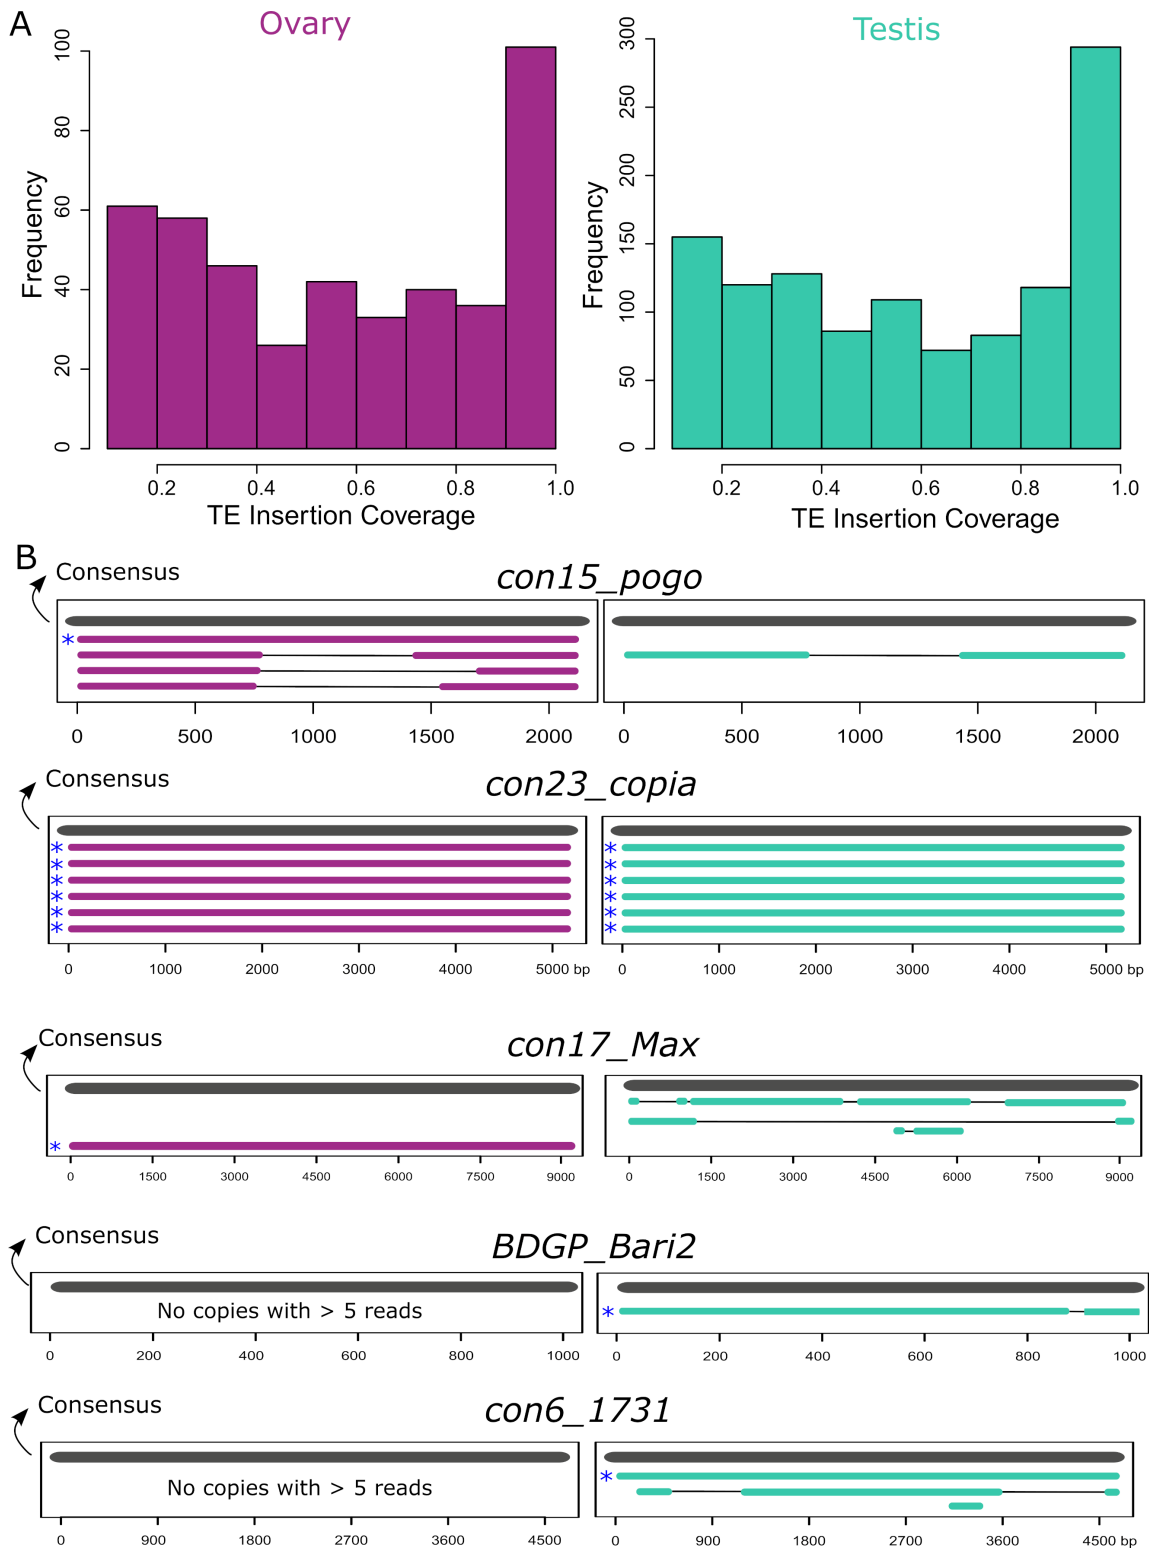 A
Ovary
Testis
Frequency
0
20
40
60
80
100
0.2 0.4 0.6 0.8 1.0
TE Insertion Coverage
Frequency
0
50
100
150
200
250
300
0.2 0.4 0.6 0.8 1.0
TE Insertion Coverage
B
Consensus
con15_pogo
*
0 500 1000 1500 2000
0 500 1000 1500 2000
Consensus
con23_copia
* *
* *
* *
* *
* *
* *
0 1000 2000 3000 4000 5000 bp
0 1000 2000 3000 4000 5000 bp
Consensus
con17_Max
*
0 1500 3000 4500 6000 7500 9000
0 1500 3000 4500 6000 7500 9000
Consensus
BDGP_Bari2
No copies with > 5 reads
*
0 200 400 600 800 1000
0 200 400 600 800 1000
Consensus
con6_1731
No copies with > 5 reads
*
0 900 1800 2700 3600 4500
0 900 1800 2700 3600 4500 bp